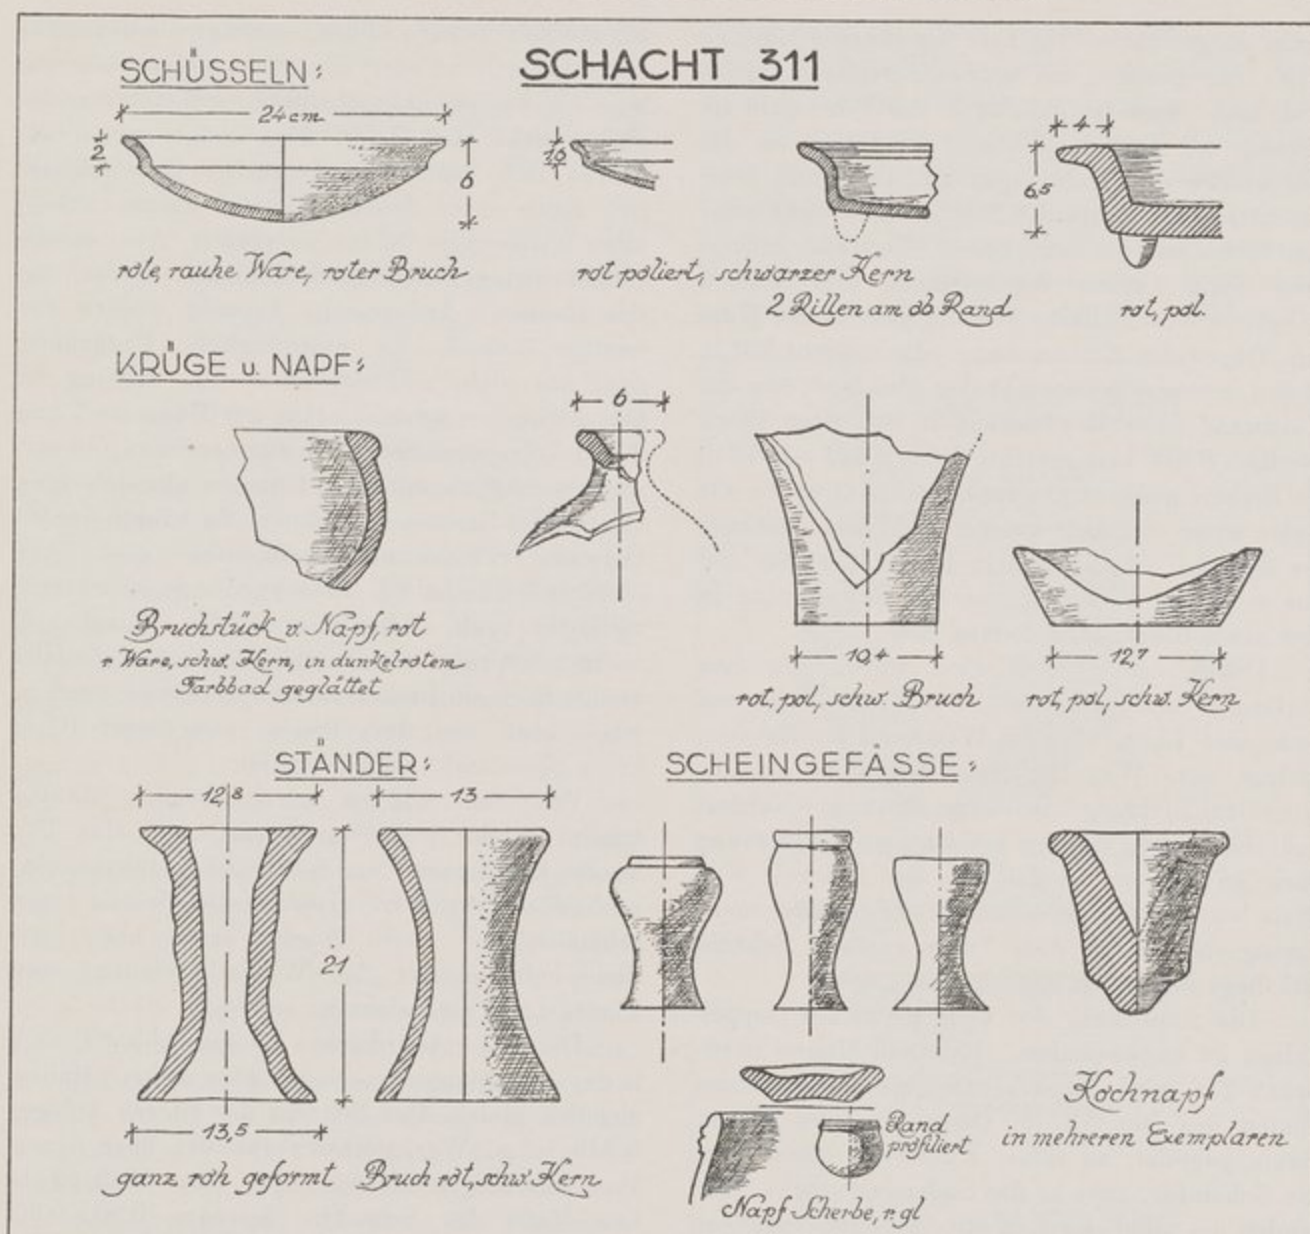 SCHACHT 311
SCHÜSSELN:
24 cm
2
6
16
4
6,5
rote, rauhe Ware, roter Bruch
rot poliert, schwarzer Kern
2 Rillen am ob. Rand
rot, pol.
KRÜGE u. NAPF:
6
Bruchstück v. Napf, rot
r Ware, schw. Kern, in dunkelrotem
Farbbad geglättet
10,4
12,7
rot, pol., schw. Bruch
rot, pol., schw. Kern
STÄNDER:
SCHEINGEFÄSSE:
12,8
13
21
13,5
ganz roh geformt
Bruch rot, schw. Kern
Rand
profiliert
Napf-Scherbe, r. gl
Kochnapf
in mehreren Exemplaren